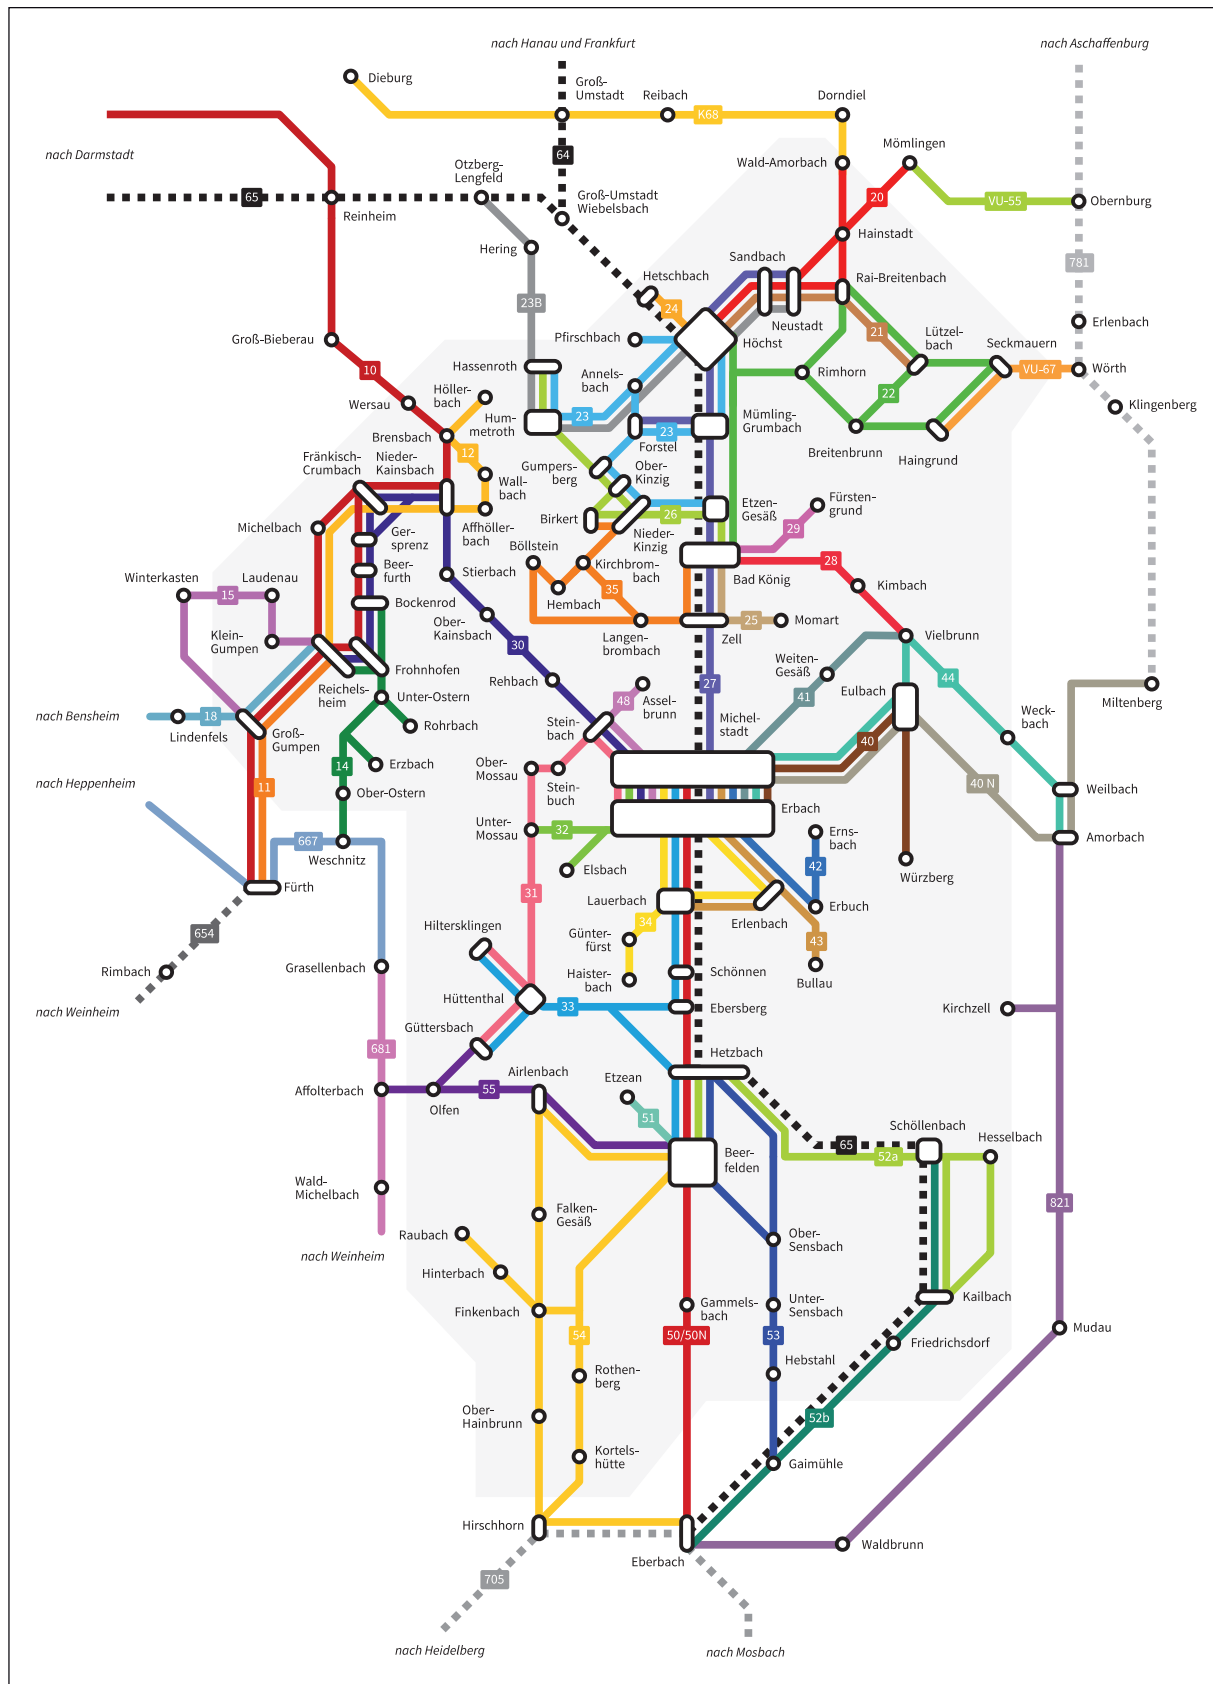 nach Hanau und Frankfurt
nach Aschaffenburg
Dieburg
Groß-
Umstadt
Reibach
K68
Dorndiel
nach Darmstadt
64
Otzberg-
Lengfeld
Wald-Amorbach
Mömlingen
65
Reinheim
Groß-Umstadt
Wiebelsbach
20
VU-55
Obernburg
Hering
Hainstadt
Sandbach
781
Hetschbach
Rai-Breitenbach
23B
24
Neustadt
Erlenbach
Groß-Bieberau
Pfirschbach
Höchst
21
Lützel-
bach
Seckmauern
10
Hassenroth
Annels-
bach
Rimhorn
VU-67
Wörth
Höller-
bach
22
Wersau
Klingenberg
Hum-
metroth
23
Mümling-
Grumbach
Brensbach
23
Forstel
Breitenbrunn
Haingrund
Fränkisch-
Crumbach
Nieder-
Kainsbach
12
Gumpers-
berg
Ober-
Kinzig
Wall-
bach
Etzen-
Gesäß
Fürsten-
grund
Michelbach
Affhöller-
bach
Birkert
26
29
Ger-
sprenz
Nieder-
Kinzig
Böllstein
Beer-
furth
Stierbach
Kirchbrom-
bach
Bad König
28
Winterkasten
Laudenau
15
35
Kimbach
Bockenrod
Hembach
Ober-
Kainsbach
Langen-
brombach
Zell
25
Momart
Klein-
Gumpen
30
Vielbrunn
Frohnhofen
Weiten-
Gesäß
Reichels-
heim
Rehbach
27
44
Unter-Ostern
48
Assel-
brunn
41
Eulbach
Miltenberg
nach Bensheim
18
Lindenfels
Rohrbach
Stein-
bach
Michel-
stadt
Weck-
bach
Groß-
Gumpen
40
Erzbach
Ober-
Mossau
14
nach Heppenheim
11
Stein-
buch
40 N
Weilbach
Ober-Ostern
Erbach
Unter-
Mossau
32
Erns-
bach
Amorbach
667
Weschnitz
Elsbach
42
Würzberg
Fürth
31
Lauerbach
Erlenbach
Erbuch
Hiltersklingen
34
654
Günter-
fürst
43
Rimbach
Grasellenbach
Haister-
bach
Schönnen
Bullau
Hüttenthal
33
Ebersberg
Kirchzell
nach Weinheim
Güttersbach
681
Hetzbach
Airlenbach
Etzean
Affolterbach
55
Olfen
51
Schöllenbach
Hesselbach
65
Beer-
felden
52a
Wald-
Michelbach
821
Falken-
Gesäß
Raubach
Ober-
Sensbach
nach Weinheim
Hinterbach
Gammels-
bach
Unter-
Sensbach
Kailbach
Finkenbach
54
50/50N
53
Mudau
Friedrichsdorf
Rothen-
berg
Hebstahl
Ober-
Hainbrunn
52b
Kortels-
hütte
Gaimühle
Hirschhorn
Eberbach
Waldbrunn
705
nach Heidelberg
nach Mosbach